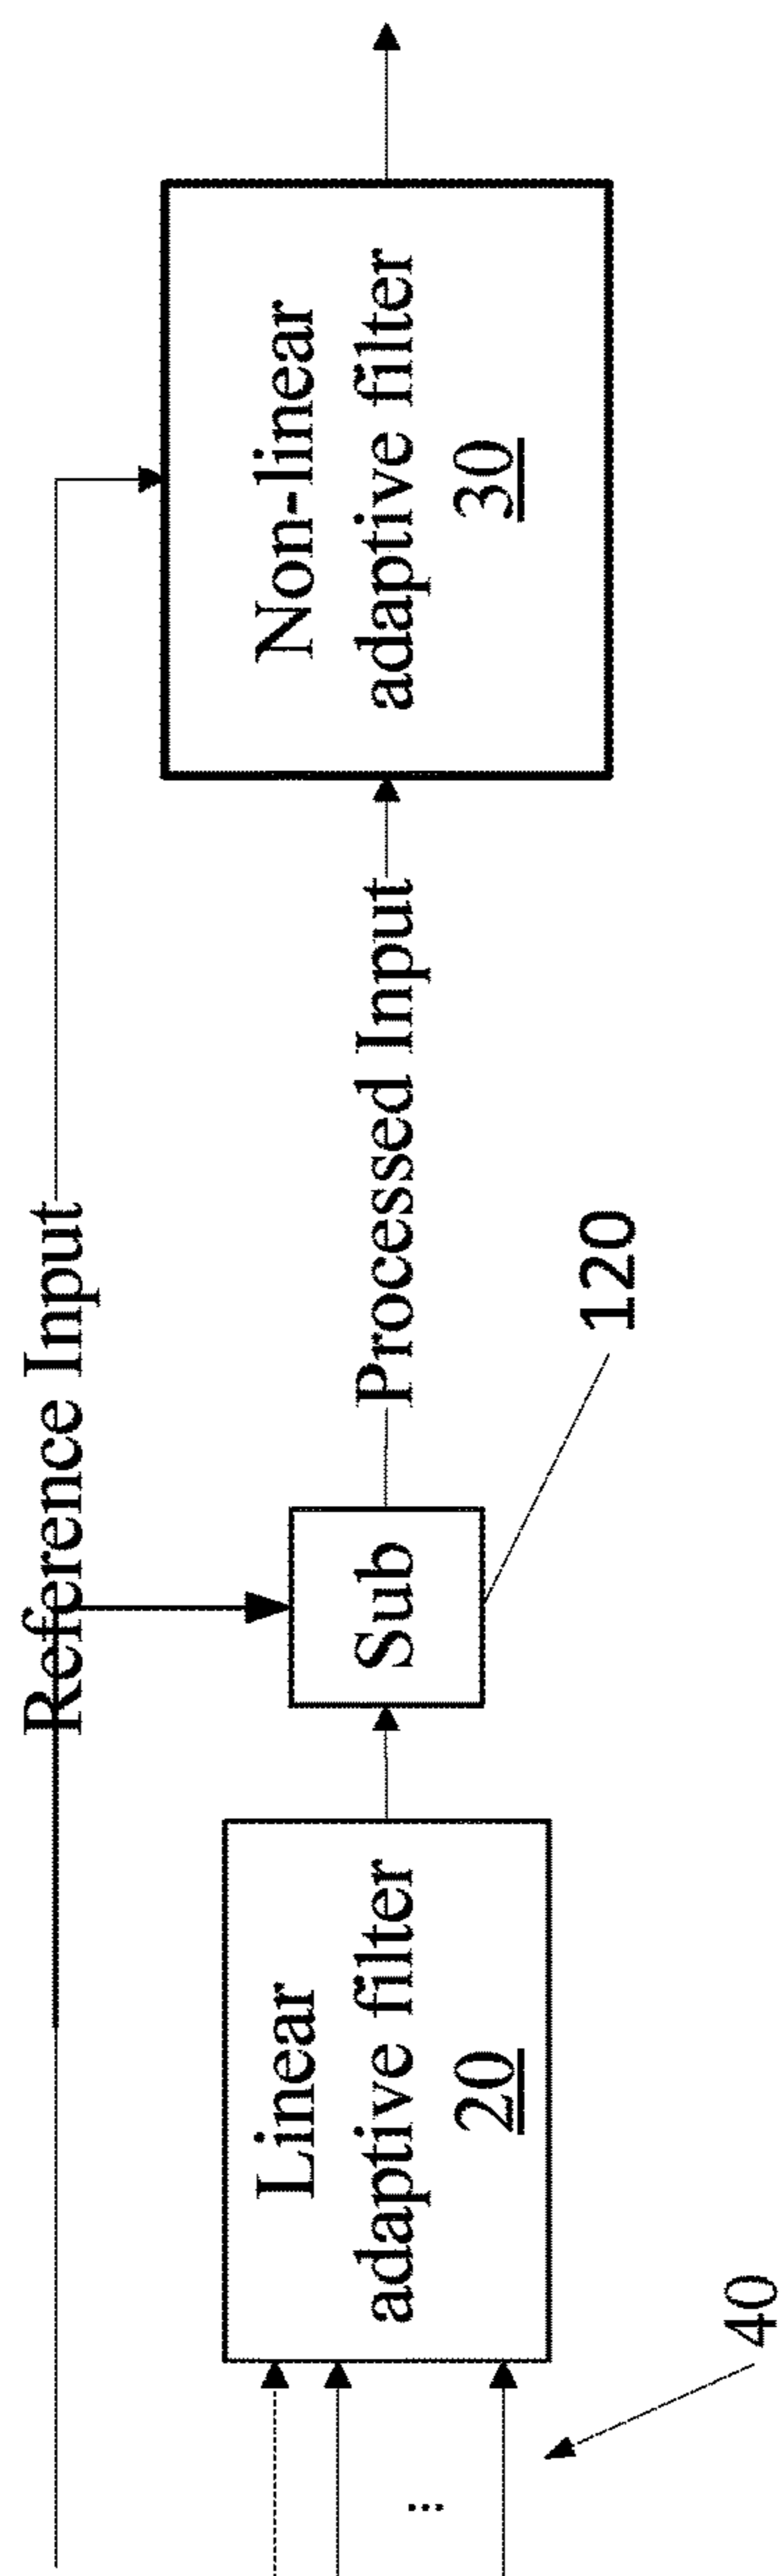 Reference Input
Linear
adaptive filter
20
Sub
Processed Input
Non-linear
adaptive filter
30
40
120